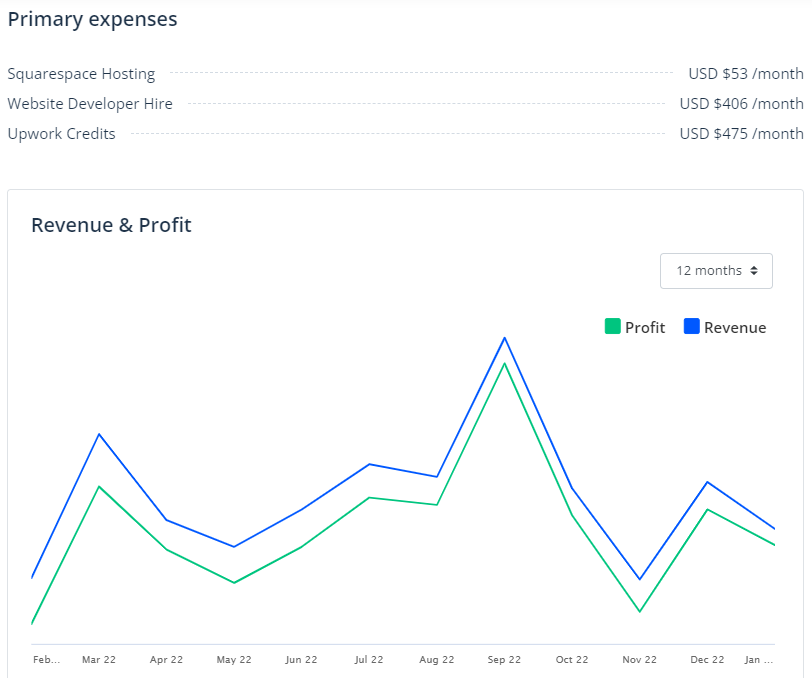 Primary expenses
Squarespace Hosting USD $53 /month
Website Developer Hire USD $406 /month
Upwork Credits USD $475 /month
Revenue & Profit
12 months
Profit Revenue
Feb... Mar 22 Apr 22 May 22 Jun 22 Jul 22 Aug 22 Sep 22 Oct 22 Nov 22 Dec 22 Jan ...